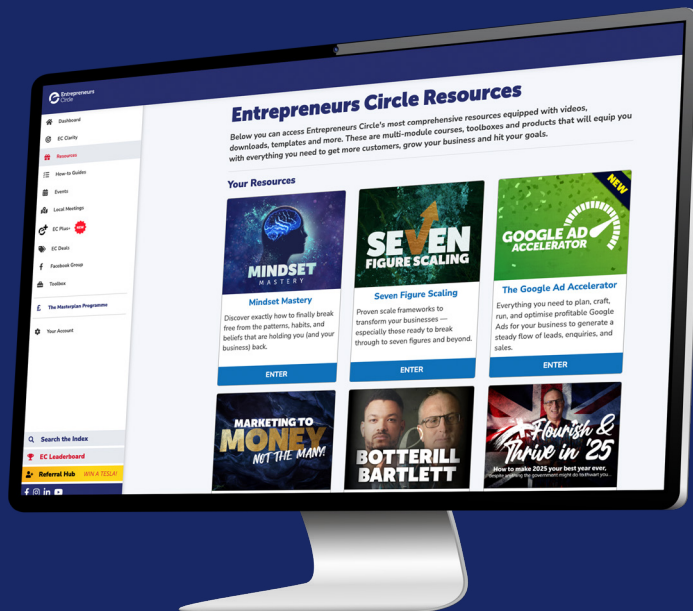 Entrepreneurs
Circle
Dashboard
EC Clarity
Resources
How-to Guides
Events
Local Meetings
EC Plus+ NEW
EC Deals
Facebook Group
Toolbox
The Masterplan Programme
Your Account
Search the Index
EC Leaderboard
Referral Hub WIN A TESLA!
Entrepreneurs Circle Resources
Below you can access Entrepreneurs Circle's most comprehensive resources equipped with videos,
downloads, templates and more. These are multi-module courses, toolboxes and products that will equip you
with everything you need to get more customers, grow your business and hit your goals.
Your Resources
MINDSET
MASTERY
Mindset Mastery
Discover exactly how to finally break
free from the patterns, habits, and
beliefs that are holding you (and your
business) back.
ENTER
SEVEN
FIGURE SCALING
Seven Figure Scaling
Proven scale frameworks to
transform your businesses —
especially those ready to break
through to seven figures and beyond.
ENTER
NEW
GOOGLE AD
ACCELERATOR
The Google Ad Accelerator
Everything you need to plan, craft,
run, and optimise profitable Google
Ads for your business to generate a
steady flow of leads, enquiries, and
sales.
ENTER
MARKETING TO
MONEY
NOT THE MANY!
BOTTERILL
BARTLETT
Flourish &
Thrive in '25
How to make 2025 your best year ever,
despite anything the government might do to thwart you...